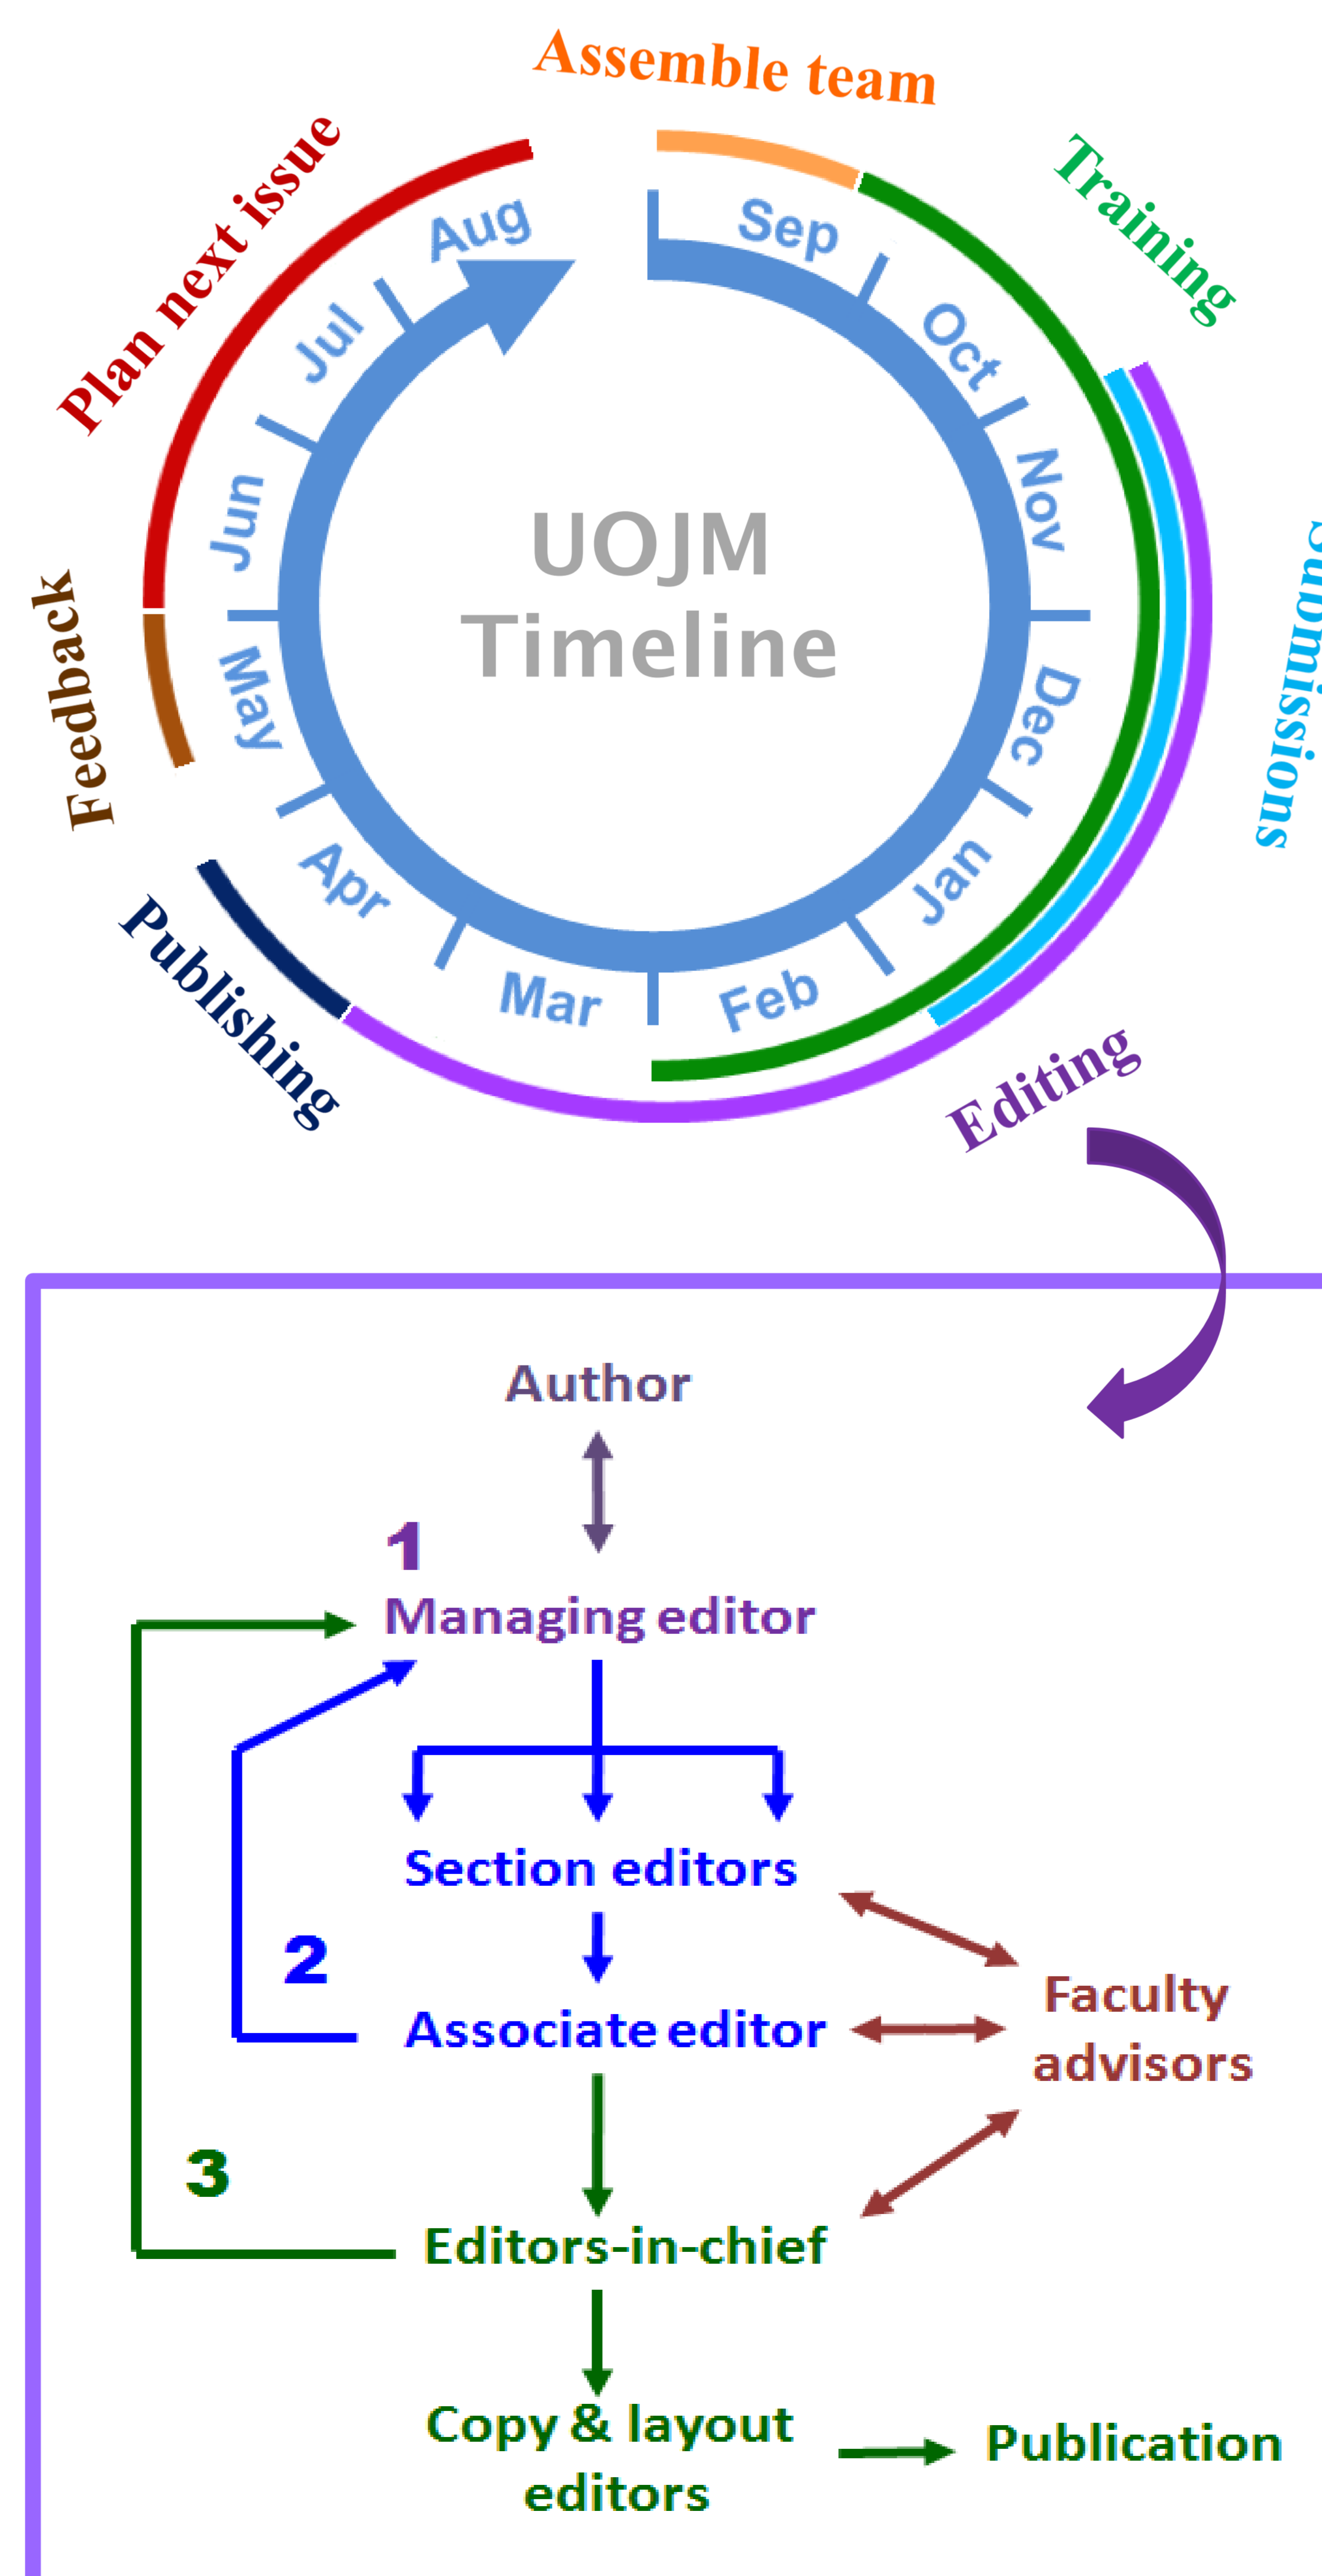 Assemble team
Training
Submissions
Editing
Publishing
Feedback
Plan next issue
Sep
Oct
Nov
Dec
Jan
Feb
Mar
Apr
May
Jun
Jul
Aug
UOJM
Timeline
Author
1
Managing editor
Section editors
2
Associate editor
Faculty
advisors
3
Editors-in-chief
Copy & layout
editors
Publication